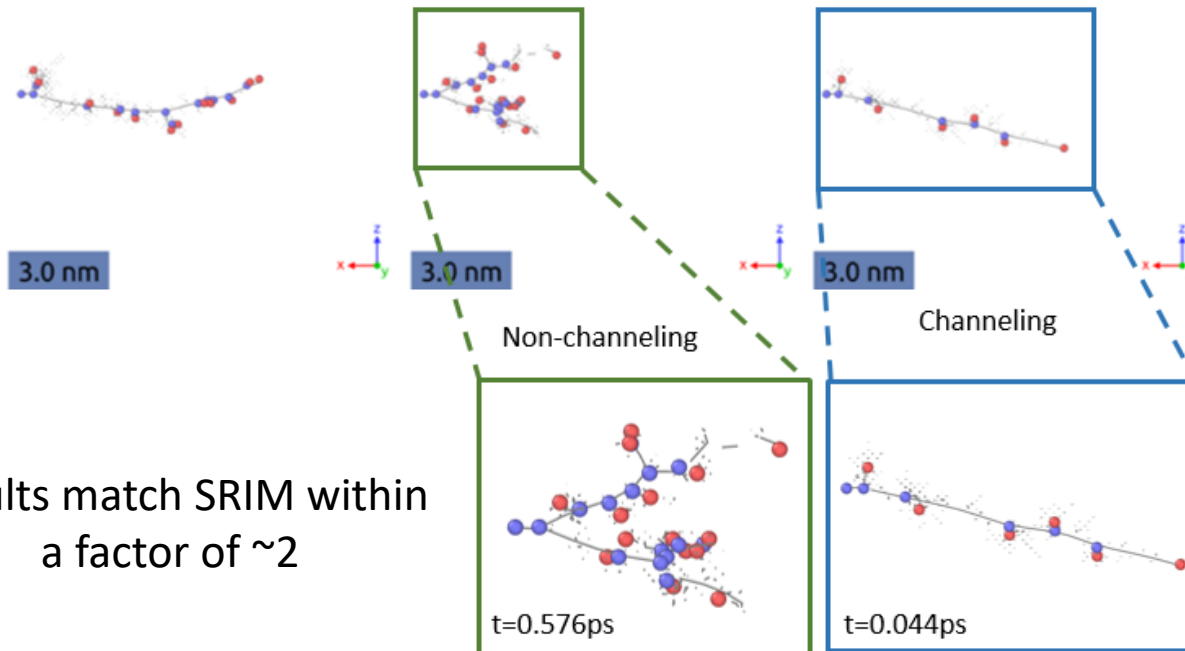 z
x
y
3.0 nm
z
x
y
3.0 nm
z
x
3.0 nm
Non-channeling
Channeling
ults match SRIM within
a factor of ~2
t=0.576ps
t=0.044ps